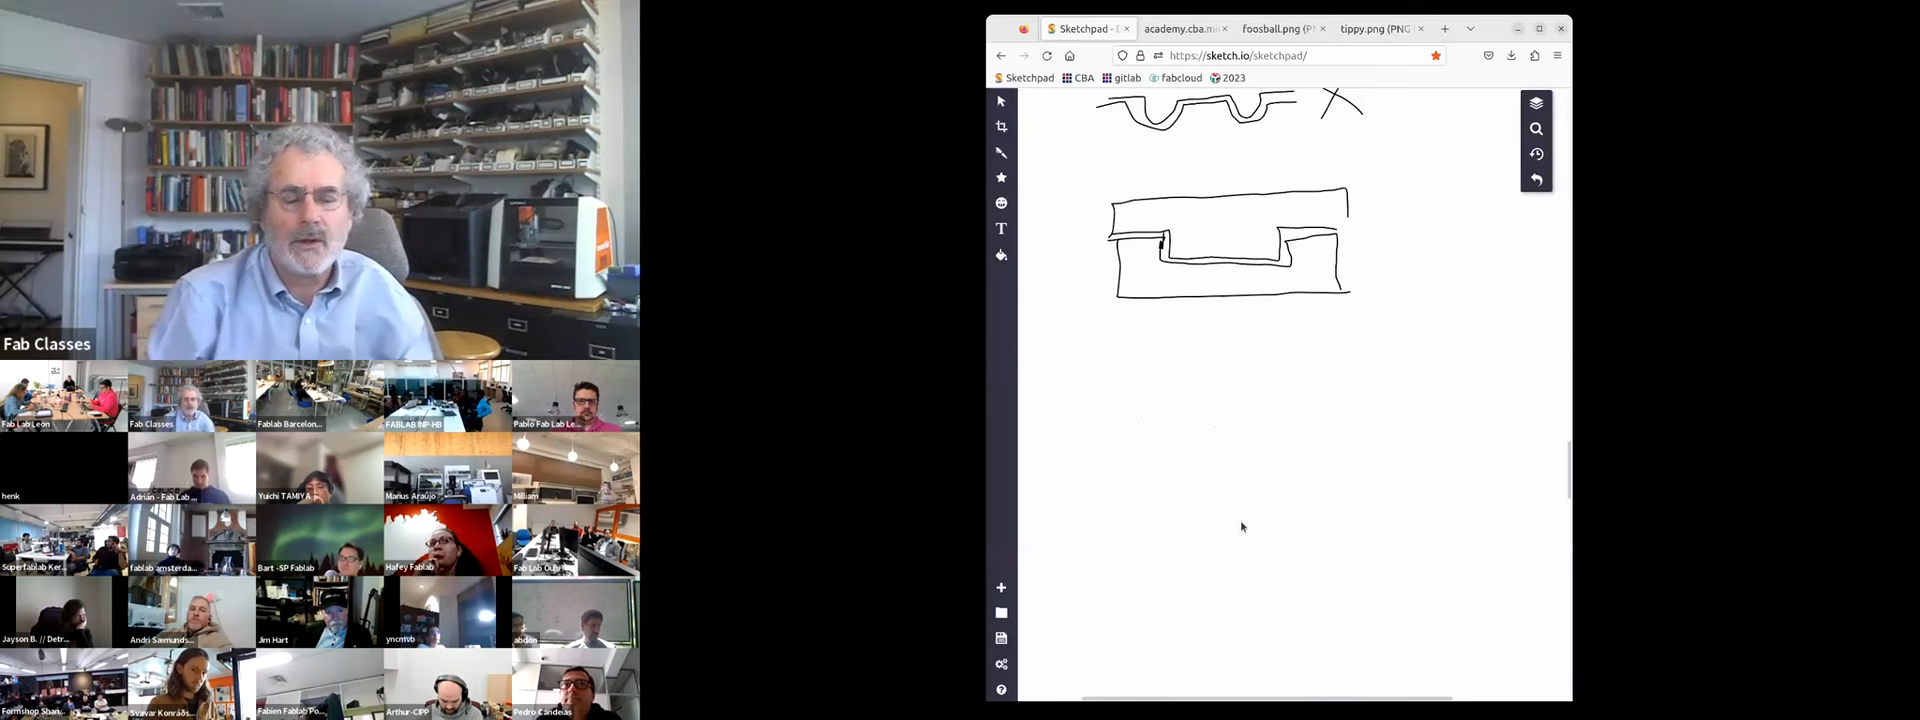 Sketchpad - D
academy.cba.mi
foosball.png (P
tippy.png (PNG
https://sketch.io/sketchpad/
Sketchpad CBA gitlab fabcloud 2023
T
Fab Classes
Fab Lab Leon
Fab Classes
Fablab Barcelon...
FABLAB INP-HB
Pablo Fab Lab Le...
henk
Adrián - Fab Lab ...
Yuichi TAMIYA
Marius Araújo
Miliam
Superfablab Ker...
fablab amsterda...
Bart -SP Fablab
Hafey Fablab
Fab Lab Oulu
Jayson B. // Detr...
Andri Sæmunds...
Jim Hart
yncmvb
abdon
Formshop Shan...
Svavar Konráðs...
Fabien Fablab Po...
Arthur-CIPP
Pedro Candeias